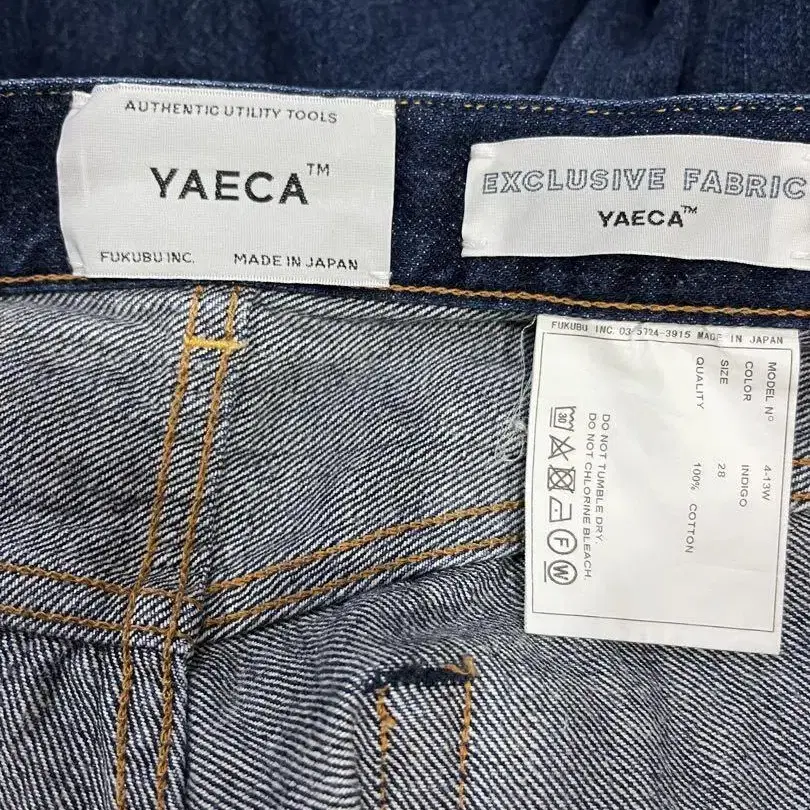 AUTHENTIC UTILITY TOOLS
YAECA™
FUKUBU INC. MADE IN JAPAN
EXCLUSIVE FABRIC
YAECA™
FUKUBU INC. 03-5724-3915 MADE IN JAPAN
MODEL Nº 4-13W
COLOR INDIGO
SIZE 28
QUALITY 100% COTTON
DO NOT TUMBLE DRY.
DO NOT CHLORINE BLEACH.
30
F
W